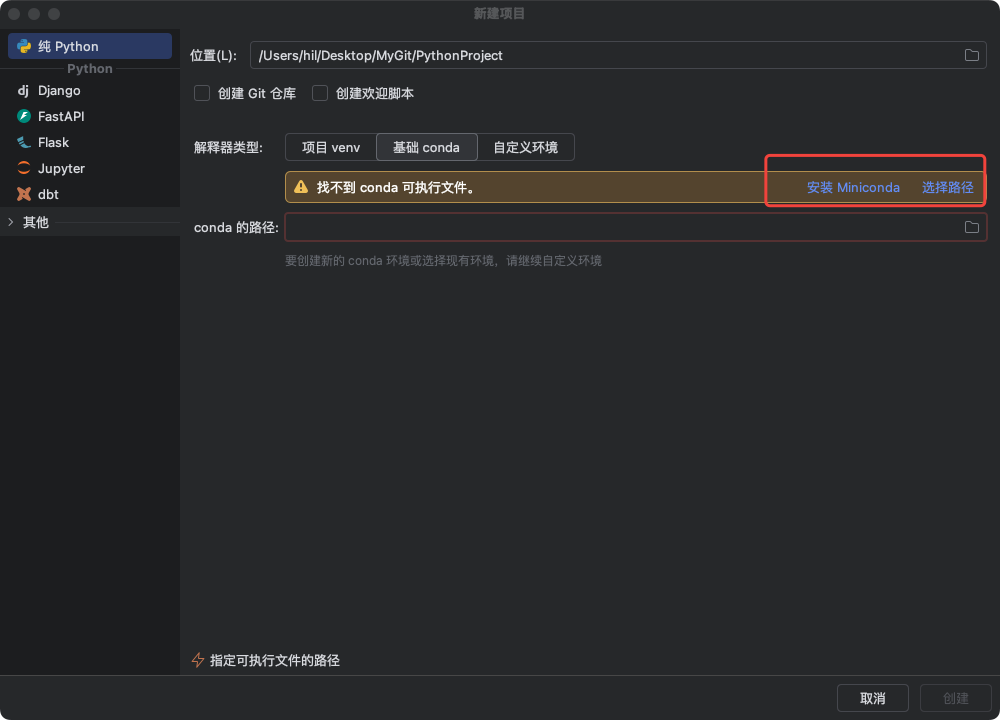 新建项目
纯 Python
Python
Django
FastAPI
Flask
Jupyter
dbt
其他
位置(L): /Users/hil/Desktop/MyGit/PythonProject
创建 Git 仓库 创建欢迎脚本
解释器类型: 项目 venv 基础 conda 自定义环境
找不到 conda 可执行文件。 安装 Miniconda 选择路径
conda 的路径:
要创建新的 conda 环境或选择现有环境，请继续自定义环境
指定可执行文件的路径
取消 创建